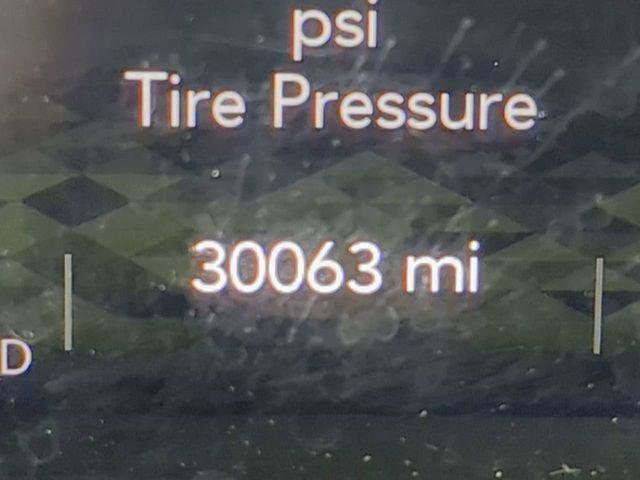 psi
Tire Pressure
30063 mi
D